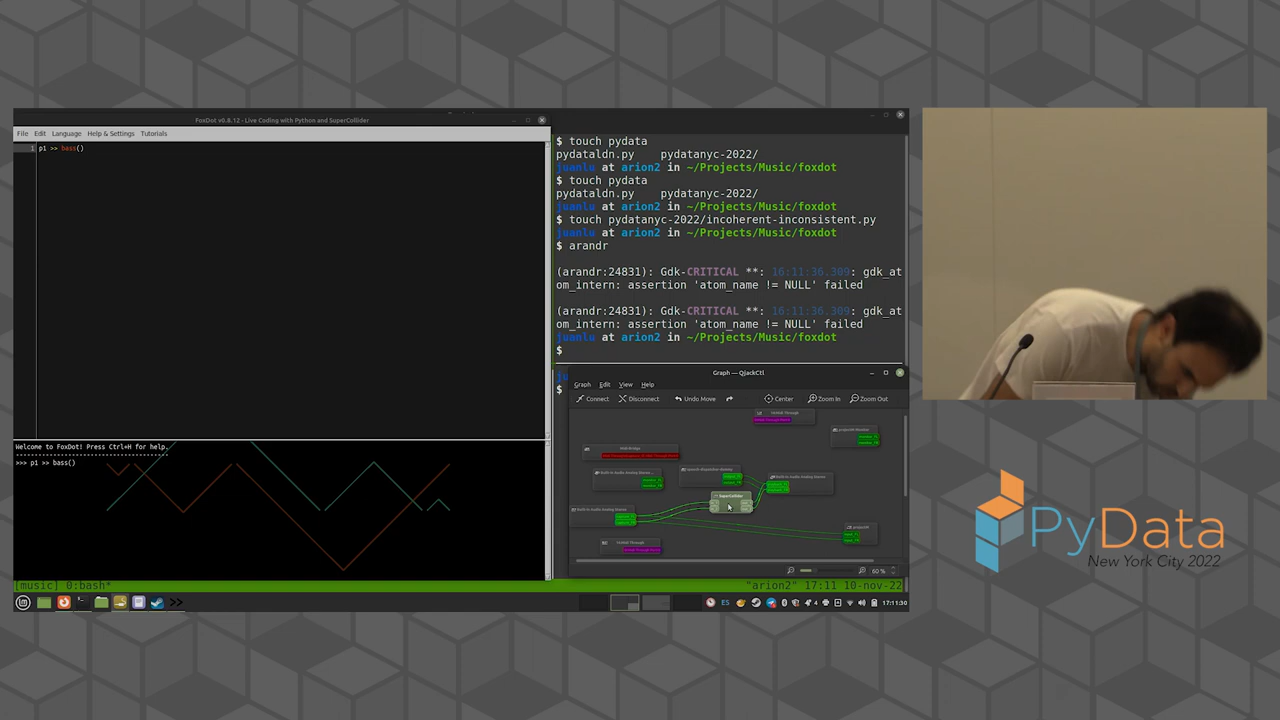 FoxDot v0.8.12 - Live Coding with Python and SuperCollider
File Edit Language Help & Settings Tutorials
1 p1 >> bass()
Welcome to FoxDot! Press Ctrl+H for help.
>>> p1 >> bass()
$ touch pydata
pydataldn.py pydatanyc-2022/
juanlu at arion2 in ~/Projects/Music/foxdot
$ touch pydata
pydataldn.py pydatanyc-2022/
juanlu at arion2 in ~/Projects/Music/foxdot
$ touch pydatanyc-2022/incoherent-inconsistent.py
juanlu at arion2 in ~/Projects/Music/foxdot
$ arandr
(arandr:24831): Gdk-CRITICAL **: 16:11:36.309: gdk_at
om_intern: assertion 'atom_name != NULL' failed
(arandr:24831): Gdk-CRITICAL **: 16:11:36.309: gdk_at
om_intern: assertion 'atom_name != NULL' failed
juanlu at arion2 in ~/Projects/Music/foxdot
$
ju
$
Graph — QjackCtl
Graph Edit View Help
Connect Disconnect Undo Move Center Zoom In Zoom Out
Midi-Bridge
SuperCollider
60 %
[music] 0:bash* "arion2" 17:11 10-nov-22
ES 4 17:11:30
PyData
New York City 2022